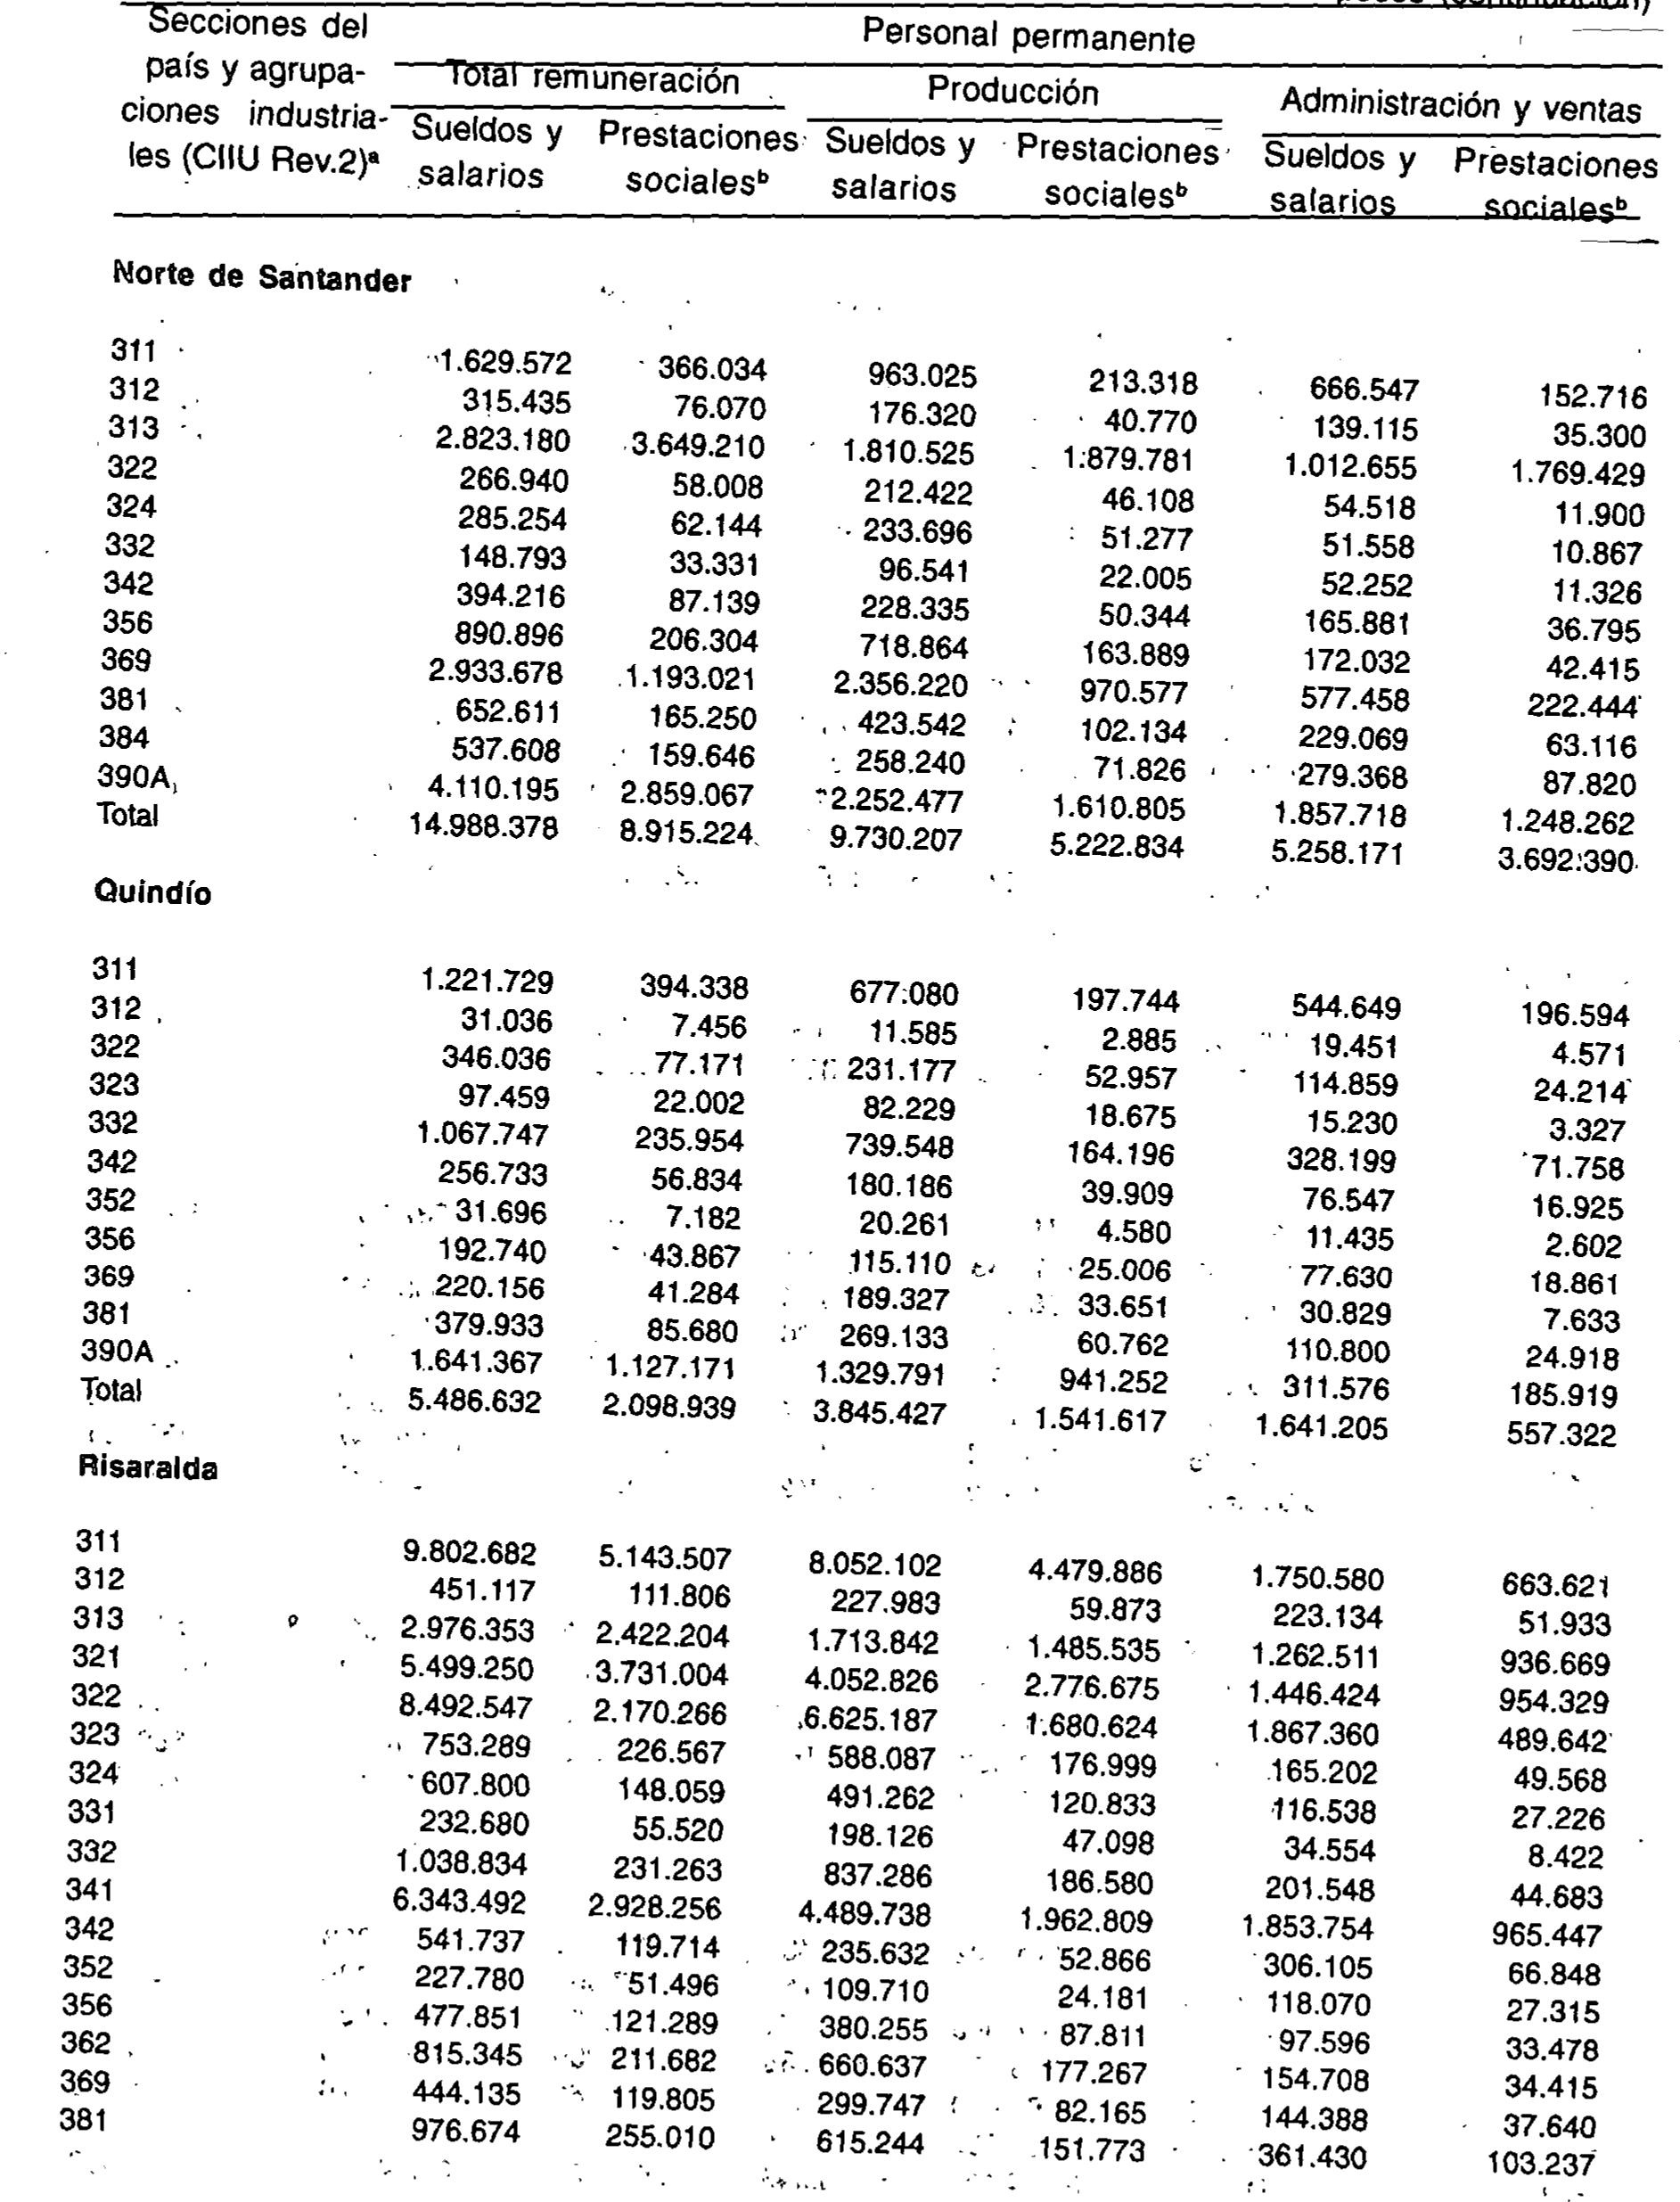 (continuación)
Secciones del
país y agrupa-
ciones industria-
les (CIIU Rev.2)ª
Personal permanente
Total remuneración Producción Administración y ventas
Sueldos y salarios Prestaciones socialesᵇ Sueldos y salarios Prestaciones socialesᵇ Sueldos y salarios Prestaciones socialesᵇ
Norte de Santander
311 1.629.572 366.034 963.025 213.318 666.547 152.716
312 315.435 76.070 176.320 40.770 139.115 35.300
313 2.823.180 3.649.210 1.810.525 1.879.781 1.012.655 1.769.429
322 266.940 58.008 212.422 46.108 54.518 11.900
324 285.254 62.144 233.696 51.277 51.558 10.867
332 148.793 33.331 96.541 22.005 52.252 11.326
342 394.216 87.139 228.335 50.344 165.881 36.795
356 890.896 206.304 718.864 163.889 172.032 42.415
369 2.933.678 1.193.021 2.356.220 970.577 577.458 222.444
381 652.611 165.250 423.542 102.134 229.069 63.116
384 537.608 159.646 258.240 71.826 279.368 87.820
390A 4.110.195 2.859.067 2.252.477 1.610.805 1.857.718 1.248.262
Total 14.988.378 8.915.224 9.730.207 5.222.834 5.258.171 3.692.390
Quindío
311 1.221.729 394.338 677.080 197.744 544.649 196.594
312 31.036 7.456 11.585 2.885 19.451 4.571
322 346.036 77.171 231.177 52.957 114.859 24.214
323 97.459 22.002 82.229 18.675 15.230 3.327
332 1.067.747 235.954 739.548 164.196 328.199 71.758
342 256.733 56.834 180.186 39.909 76.547 16.925
352 31.696 7.182 20.261 4.580 11.435 2.602
356 192.740 43.867 115.110 25.006 77.630 18.861
369 220.156 41.284 189.327 33.651 30.829 7.633
381 379.933 85.680 269.133 60.762 110.800 24.918
390A 1.641.367 1.127.171 1.329.791 941.252 311.576 185.919
Total 5.486.632 2.098.939 3.845.427 1.541.617 1.641.205 557.322
Risaralda
311 9.802.682 5.143.507 8.052.102 4.479.886 1.750.580 663.621
312 451.117 111.806 227.983 59.873 223.134 51.933
313 2.976.353 2.422.204 1.713.842 1.485.535 1.262.511 936.669
321 5.499.250 3.731.004 4.052.826 2.776.675 1.446.424 954.329
322 8.492.547 2.170.266 6.625.187 1.680.624 1.867.360 489.642
323 753.289 226.567 588.087 176.999 165.202 49.568
324 607.800 148.059 491.262 120.833 116.538 27.226
331 232.680 55.520 198.126 47.098 34.554 8.422
332 1.038.834 231.263 837.286 186.580 201.548 44.683
341 6.343.492 2.928.256 4.489.738 1.962.809 1.853.754 965.447
342 541.737 119.714 235.632 52.866 306.105 66.848
352 227.780 51.496 109.710 24.181 118.070 27.315
356 477.851 121.289 380.255 87.811 97.596 33.478
362 815.345 211.682 660.637 177.267 154.708 34.415
369 444.135 119.805 299.747 82.165 144.388 37.640
381 976.674 255.010 615.244 151.773 361.430 103.237